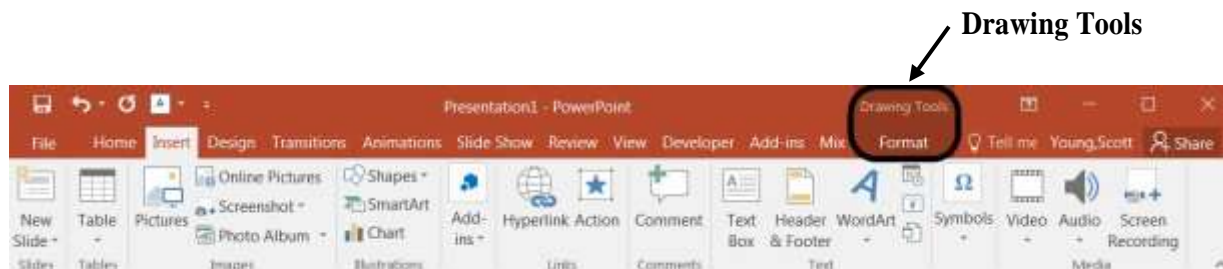 Drawing Tools
Presentation1 - PowerPoint Drawing Tools
File Home Insert Design Transitions Animations Slide Show Review View Developer Add-ins Mix Format Tell me Young,Scott Share
Online Pictures Shapes
Screenshot SmartArt
New Table Pictures Add- Hyperlink Action Comment Text Header WordArt Symbols Video Audio Screen
Slide Photo Album Chart ins Box & Footer Recording
Slides Tables Images Illustrations Links Comments Text Media